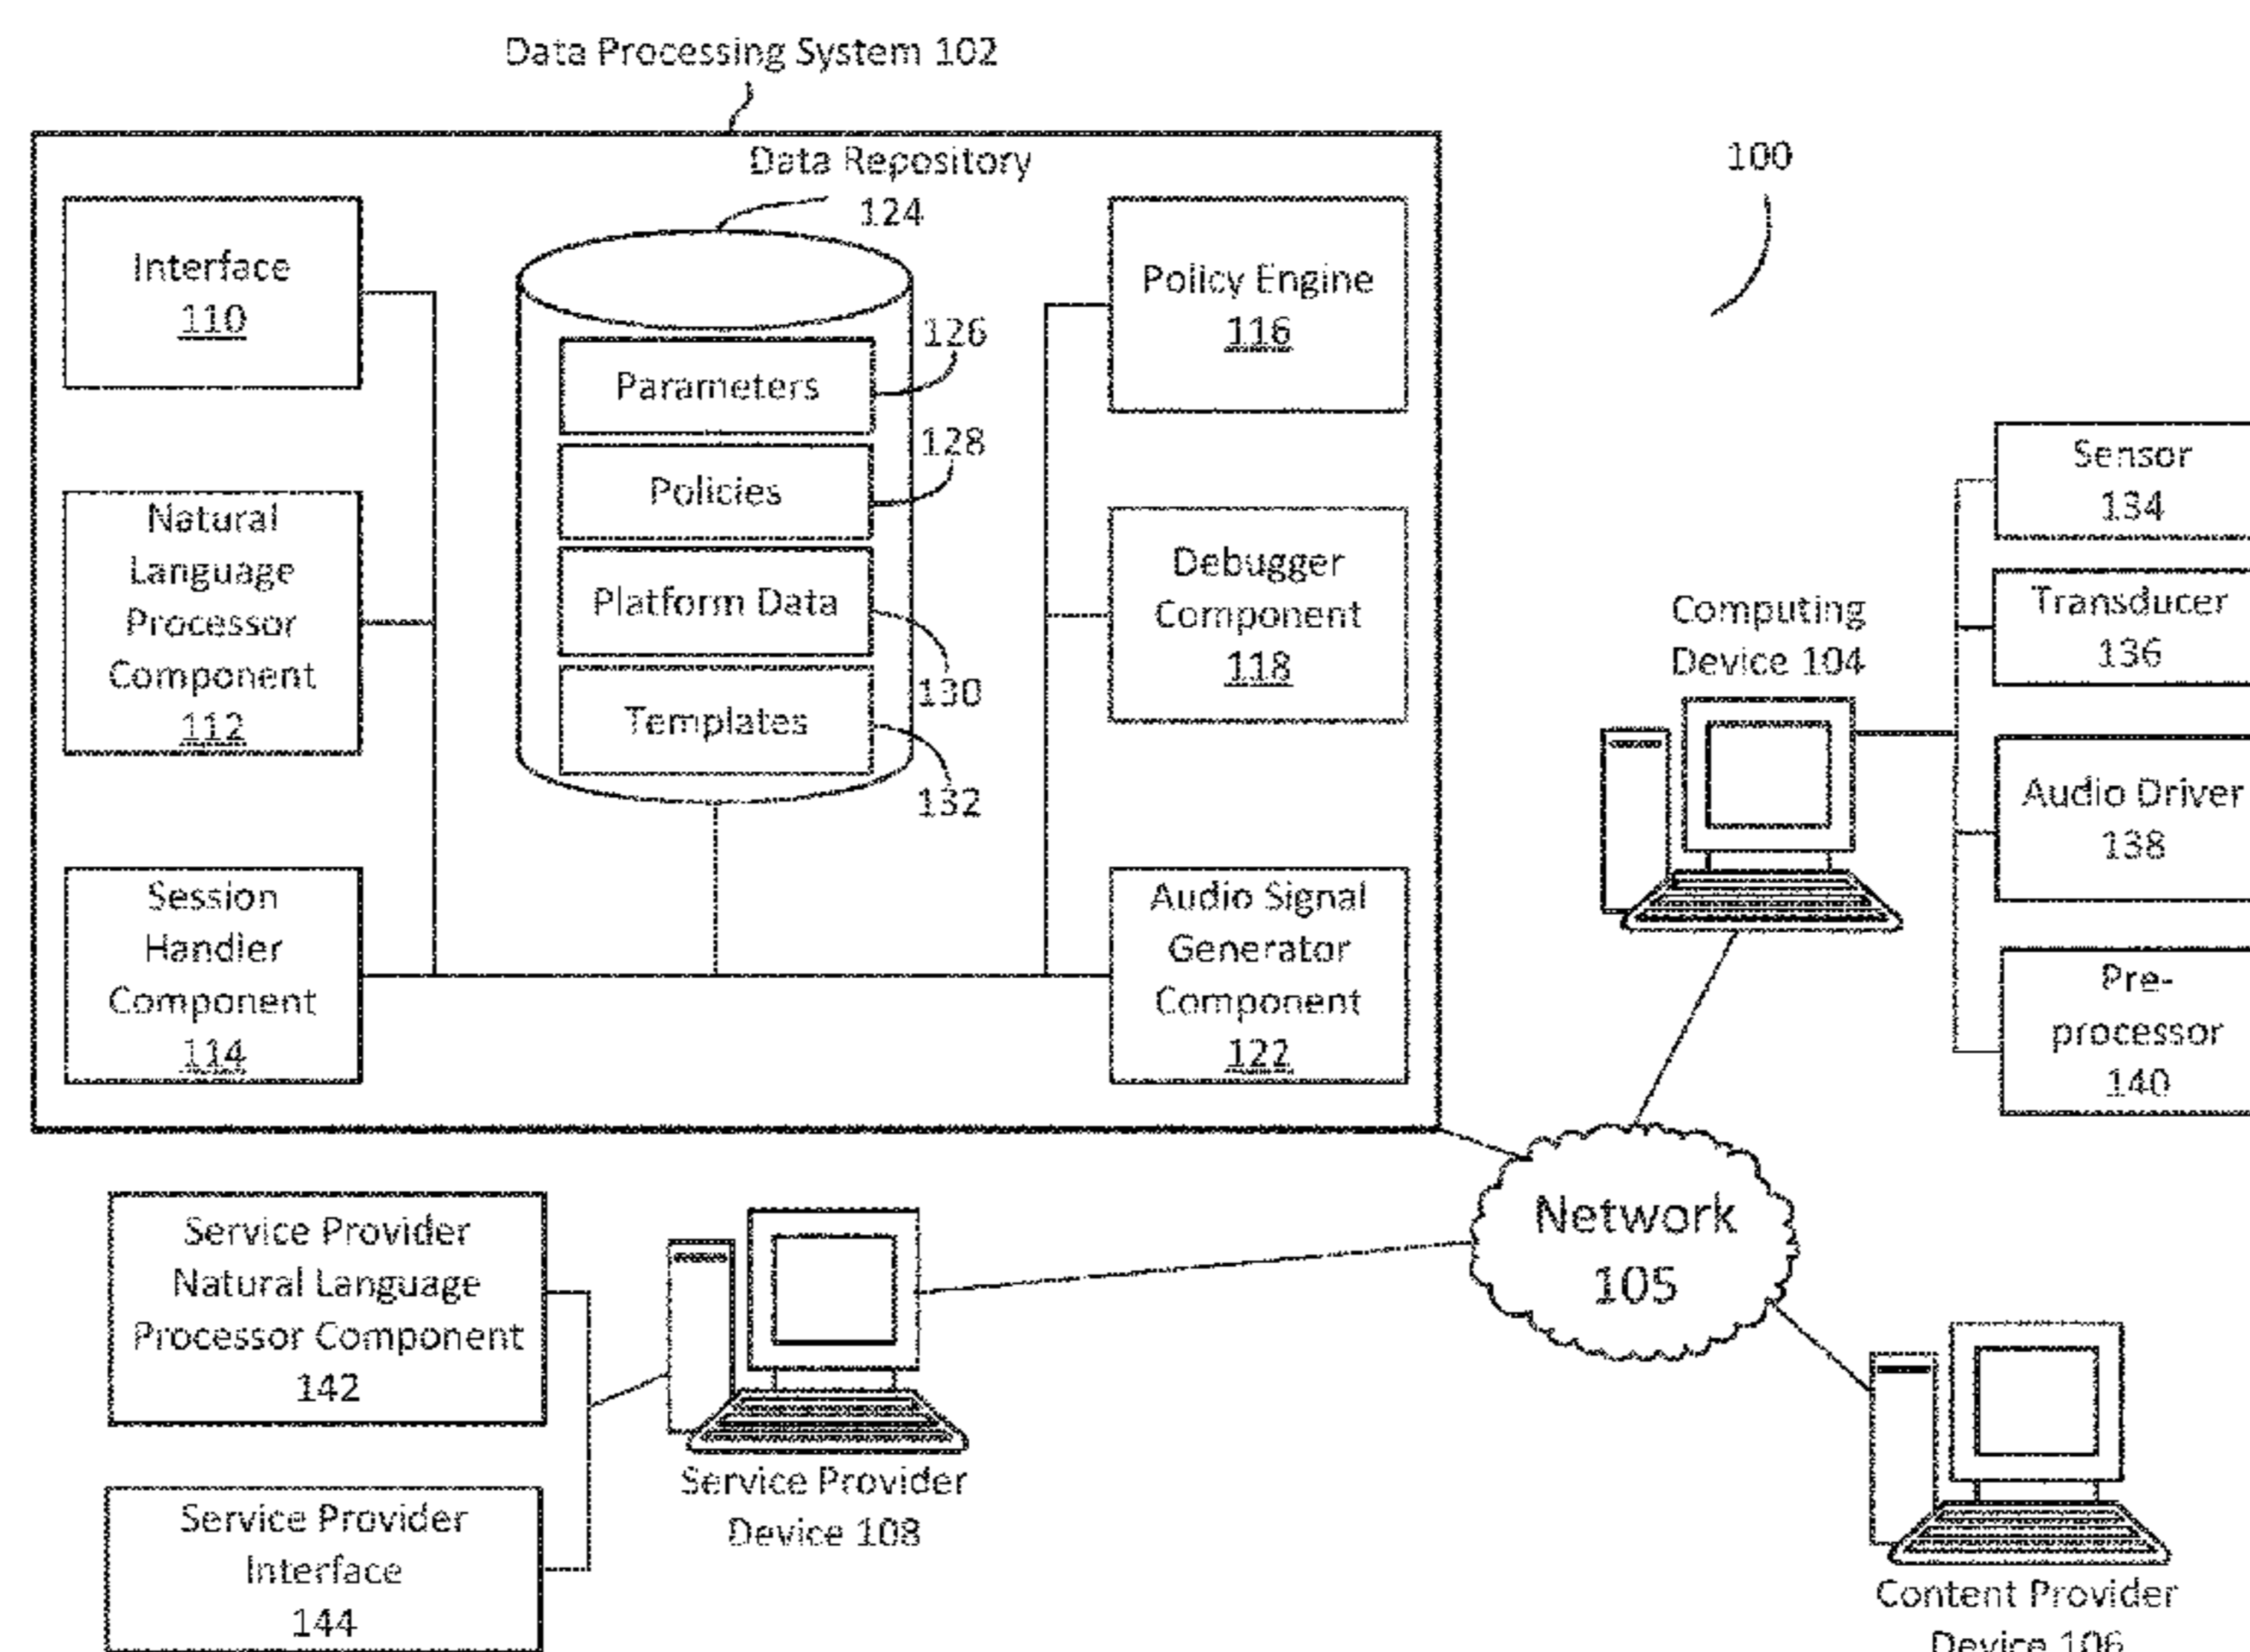 Data Processing System 102
Data Repository
124
100
Interface
110
Policy Engine
116
126
Parameters
128
Policies
Platform Data
130
Templates
132
Natural
Language
Processor
Component
112
Debugger
Component
118
Session
Handler
Component
114
Audio Signal
Generator
Component
122
Computing
Device 104
Sensor
134
Transducer
136
Audio Driver
138
Pre-
processor
140
Network
105
Service Provider
Natural Language
Processor Component
142
Service Provider
Interface
144
Service Provider
Device 108
Content Provider
Device 106